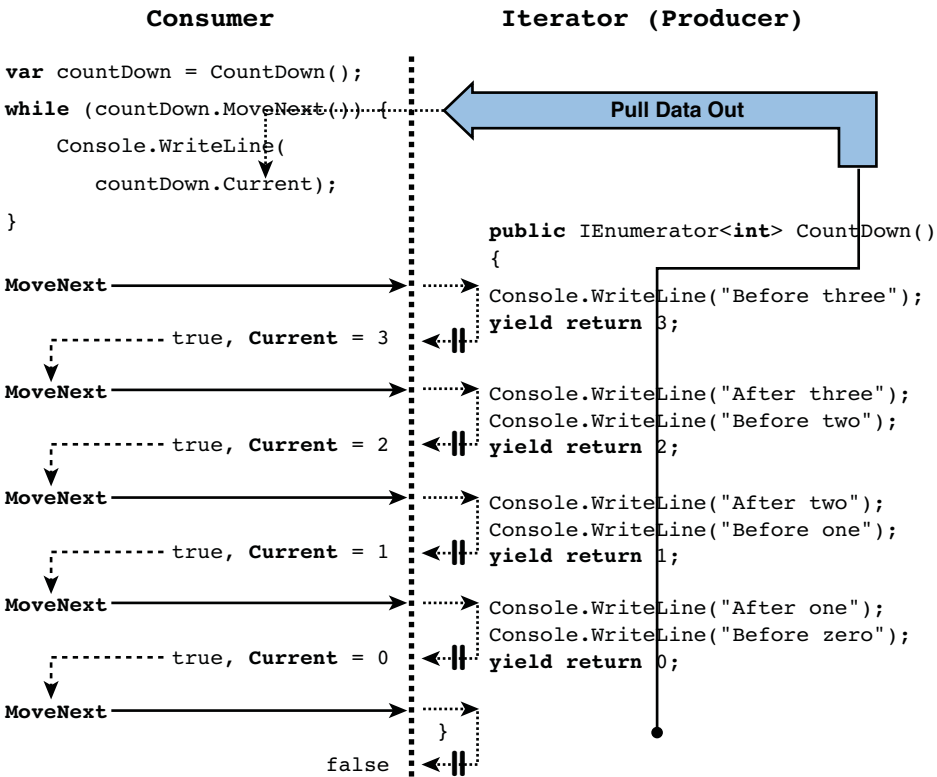 Consumer
Iterator (Producer)
var countDown = CountDown();
while (countDown.MoveNext()) {
Console.WriteLine(
countDown.Current);
}
Pull Data Out
public IEnumerator<int> CountDown()
{
MoveNext
Console.WriteLine("Before three");
yield return 3;
true, Current = 3
MoveNext
Console.WriteLine("After three");
Console.WriteLine("Before two");
yield return 2;
true, Current = 2
MoveNext
Console.WriteLine("After two");
Console.WriteLine("Before one");
yield return 1;
true, Current = 1
MoveNext
Console.WriteLine("After one");
Console.WriteLine("Before zero");
yield return 0;
true, Current = 0
MoveNext
}
false